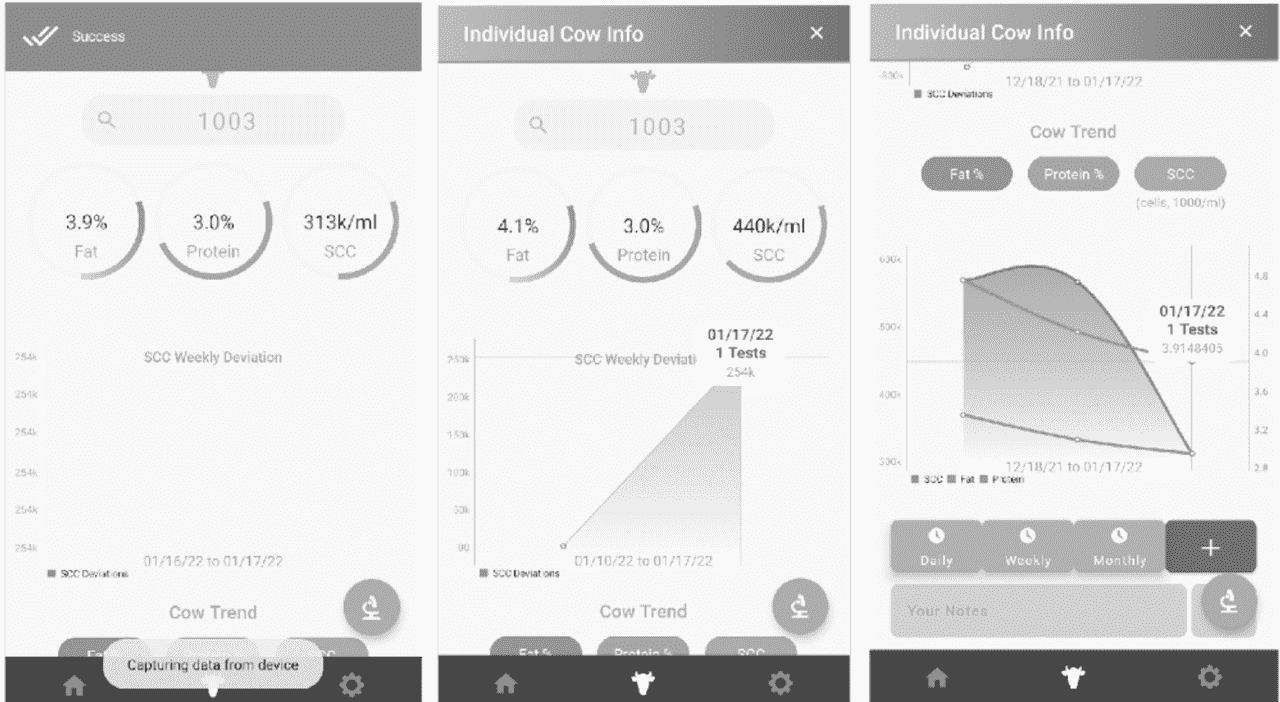 Success
1003
3.9%
Fat
3.0%
Protein
313k/ml
SCC
SCC Weekly Deviation
254k
254k
254k
254k
254k
254k
01/16/22 to 01/17/22
SCC Deviations
Cow Trend
Capturing data from device
Individual Cow Info
1003
4.1%
Fat
3.0%
Protein
440k/ml
SCC
01/17/22
1 Tests
254k
SCC Weekly Deviati
250k
200k
150k
100k
50k
00
01/10/22 to 01/17/22
SCC Deviations
Cow Trend
Fat %
Protein %
SCC
Individual Cow Info
-300k
12/18/21 to 01/17/22
SCC Deviations
Cow Trend
Fat %
Protein %
SCC
(cells, 1000/ml)
600k
500k
400k
300k
01/17/22
1 Tests
3.9148405
4.8
4.4
4.0
3.6
3.2
2.8
12/18/21 to 01/17/22
SCC Fat Protein
Daily
Weekly
Monthly
+
Your Notes